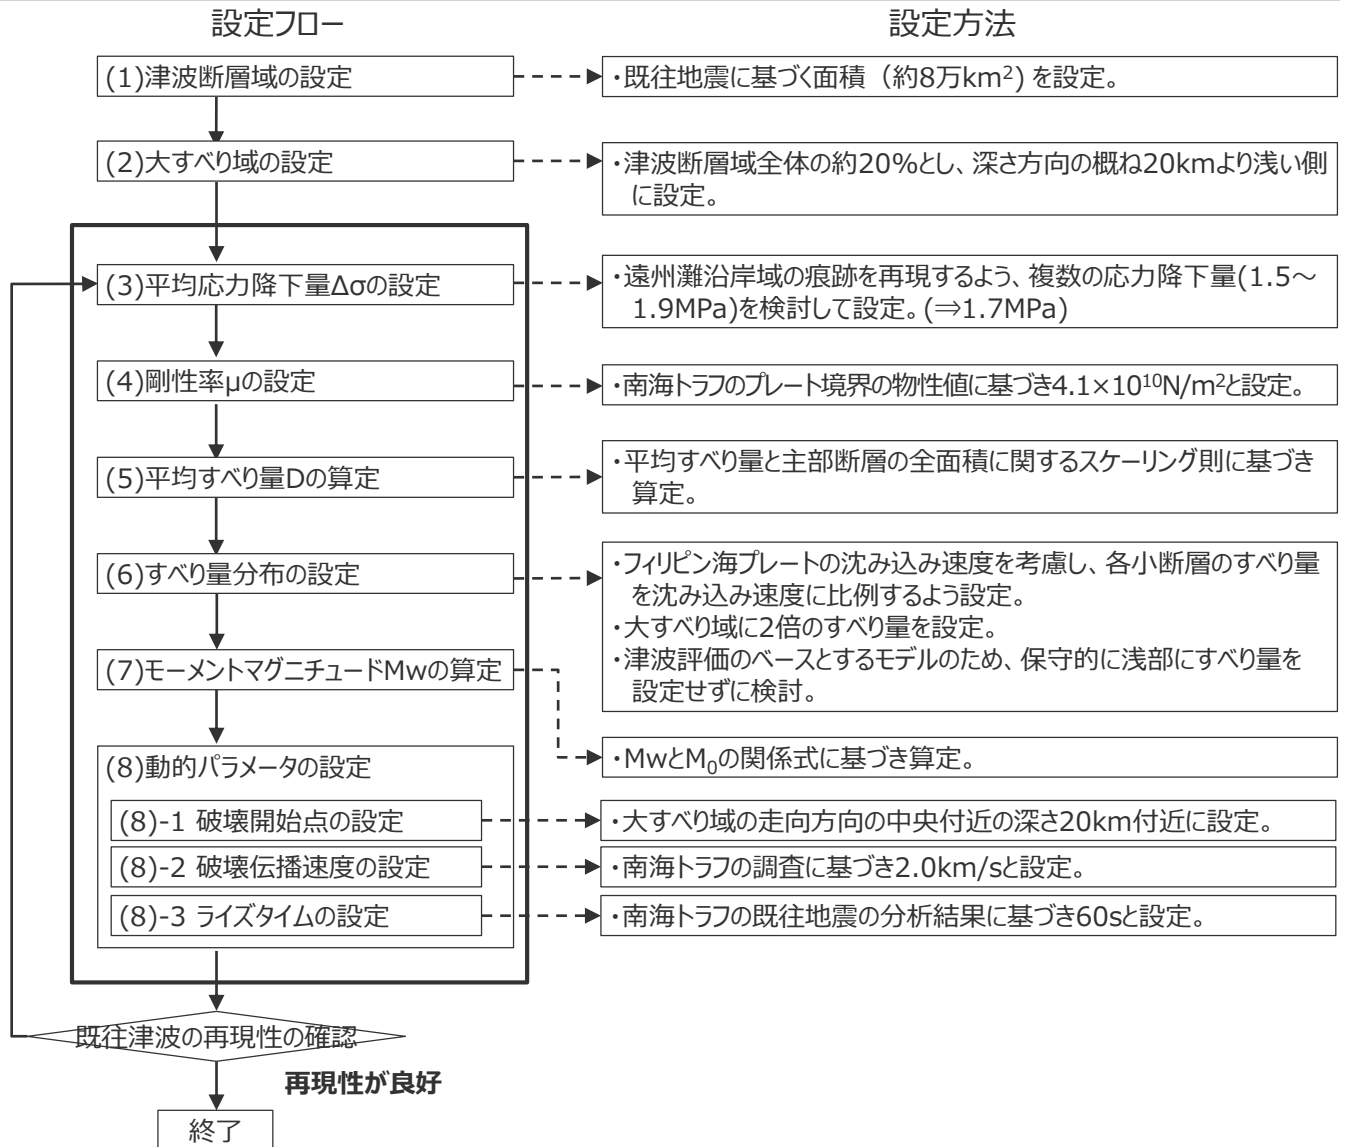 設定フロー
設定方法
(1)津波断層域の設定
・既往地震に基づく面積（約8万km²) を設定。
(2)大すべり域の設定
・津波断層域全体の約20%とし、深さ方向の概ね20kmより浅い側
に設定。
(3)平均応力降下量Δσの設定
・遠州灘沿岸域の痕跡を再現するよう、複数の応力降下量(1.5～
1.9MPa)を検討して設定。(⇒1.7MPa)
(4)剛性率μの設定
・南海トラフのプレート境界の物性値に基づき4.1×10¹⁰N/m²と設定。
(5)平均すべり量Dの算定
・平均すべり量と主部断層の全面積に関するスケーリング則に基づき
算定。
(6)すべり量分布の設定
・フィリピン海プレートの沈み込み速度を考慮し、各小断層のすべり量
を沈み込み速度に比例するよう設定。
・大すべり域に2倍のすべり量を設定。
・津波評価のベースとするモデルのため、保守的に浅部にすべり量を
設定せずに検討。
(7)モーメントマグニチュードMwの算定
・MwとM₀の関係式に基づき算定。
(8)動的パラメータの設定
(8)-1 破壊開始点の設定
・大すべり域の走向方向の中央付近の深さ20km付近に設定。
(8)-2 破壊伝播速度の設定
・南海トラフの調査に基づき2.0km/sと設定。
(8)-3 ライズタイムの設定
・南海トラフの既往地震の分析結果に基づき60sと設定。
既往津波の再現性の確認
再現性が良好
終了